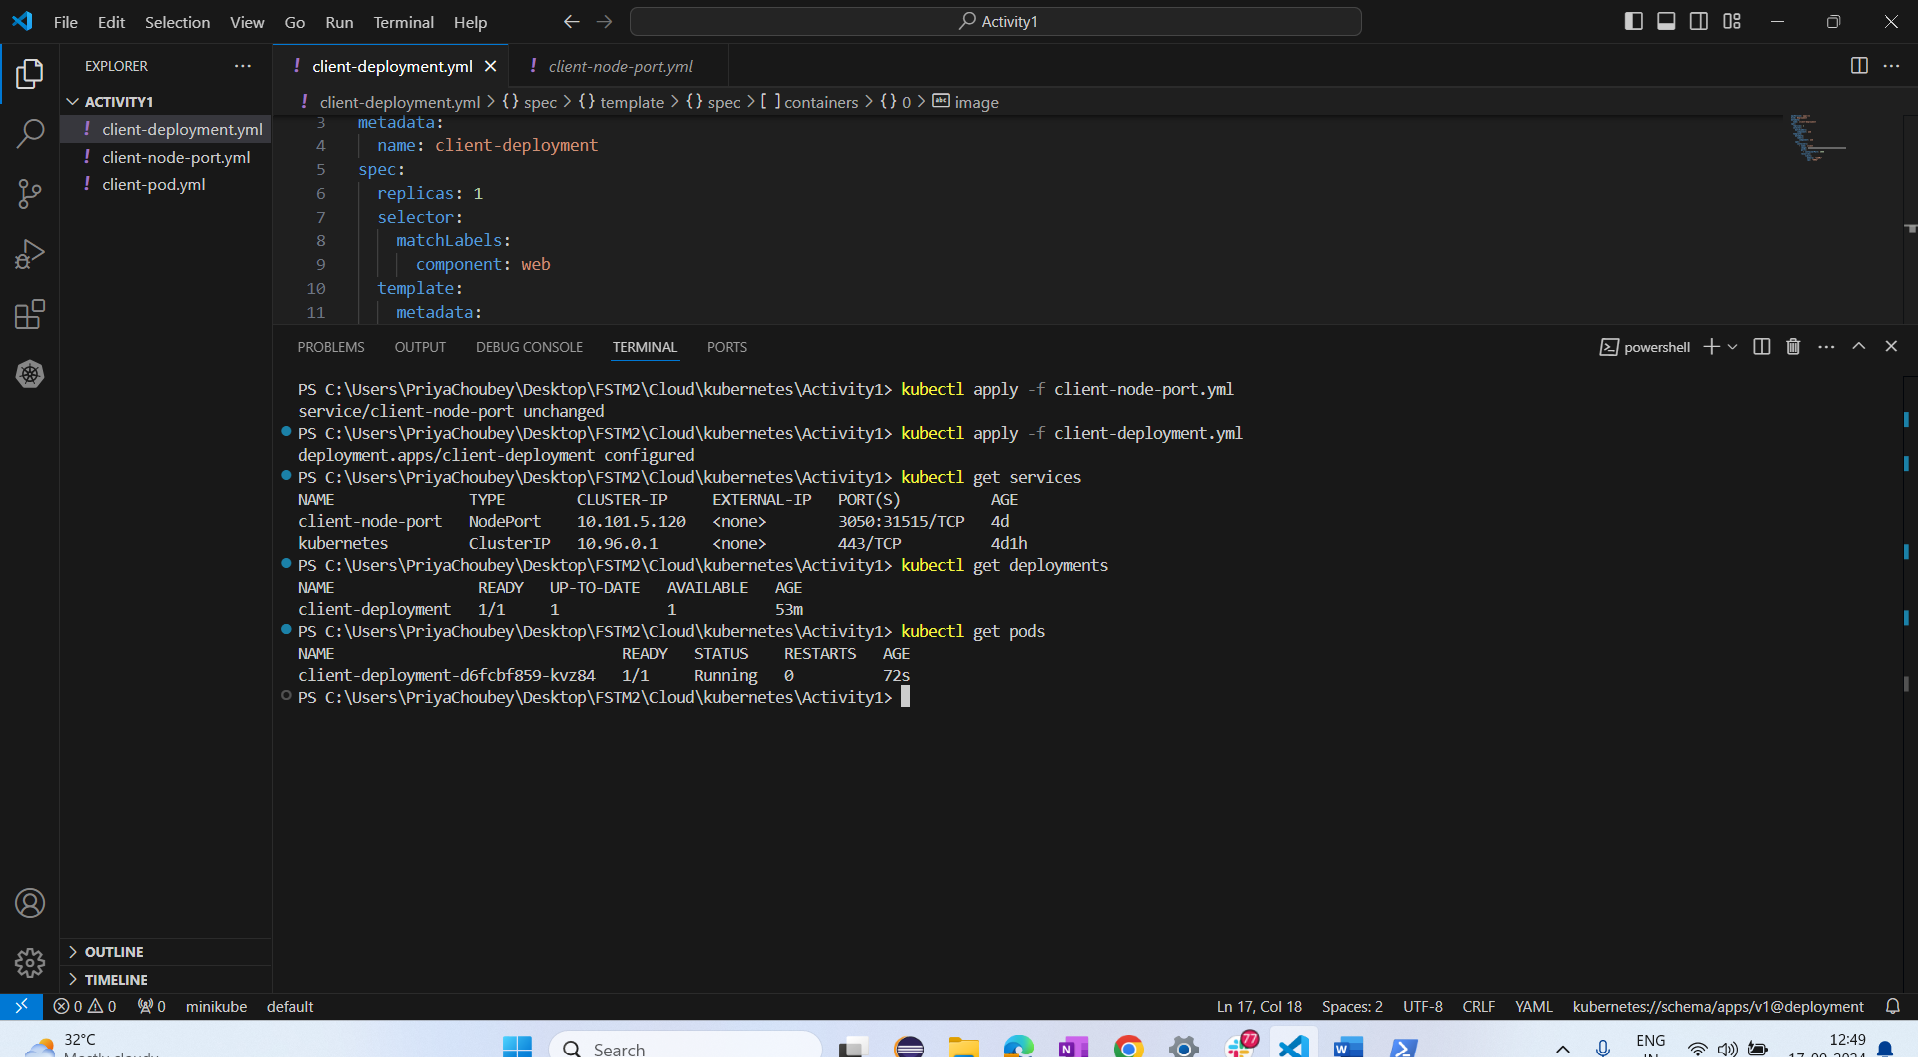 File Edit Selection View Go Run Terminal Help
Activity1
EXPLORER
ACTIVITY1
! client-deployment.yml
! client-node-port.yml
! client-pod.yml
OUTLINE
TIMELINE
! client-deployment.yml
! client-node-port.yml
! client-deployment.yml > {} spec > {} template > {} spec > [ ] containers > {} 0 > image
3 metadata:
4 name: client-deployment
5 spec:
6 replicas: 1
7 selector:
8 matchLabels:
9 component: web
10 template:
11 metadata:
PROBLEMS OUTPUT DEBUG CONSOLE TERMINAL PORTS
powershell
PS C:\Users\PriyaChoubey\Desktop\FSTM2\Cloud\kubernetes\Activity1> kubectl apply -f client-node-port.yml
service/client-node-port unchanged
PS C:\Users\PriyaChoubey\Desktop\FSTM2\Cloud\kubernetes\Activity1> kubectl apply -f client-deployment.yml
deployment.apps/client-deployment configured
PS C:\Users\PriyaChoubey\Desktop\FSTM2\Cloud\kubernetes\Activity1> kubectl get services
NAME TYPE CLUSTER-IP EXTERNAL-IP PORT(S) AGE
client-node-port NodePort 10.101.5.120 <none> 3050:31515/TCP 4d
kubernetes ClusterIP 10.96.0.1 <none> 443/TCP 4d1h
PS C:\Users\PriyaChoubey\Desktop\FSTM2\Cloud\kubernetes\Activity1> kubectl get deployments
NAME READY UP-TO-DATE AVAILABLE AGE
client-deployment 1/1 1 1 53m
PS C:\Users\PriyaChoubey\Desktop\FSTM2\Cloud\kubernetes\Activity1> kubectl get pods
NAME READY STATUS RESTARTS AGE
client-deployment-d6fcbf859-kvz84 1/1 Running 0 72s
PS C:\Users\PriyaChoubey\Desktop\FSTM2\Cloud\kubernetes\Activity1>
0 0 0 minikube default
Ln 17, Col 18 Spaces: 2 UTF-8 CRLF YAML kubernetes://schema/apps/v1@deployment
32°C
Mostly cloudy
Search
77
ENG
IN
12:49
17-09-2024